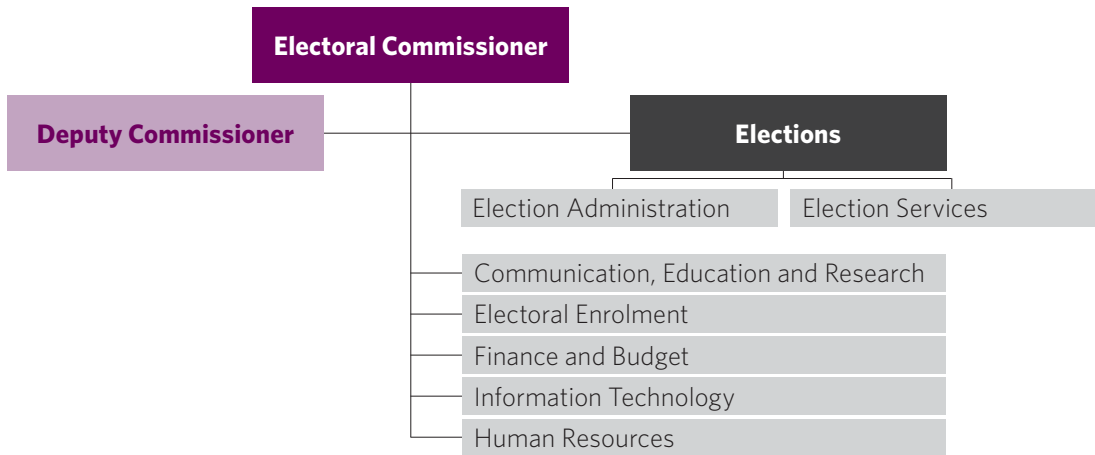 Electoral Commissioner
Deputy Commissioner
Elections
Election Administration
Election Services
Communication, Education and Research
Electoral Enrolment
Finance and Budget
Information Technology
Human Resources